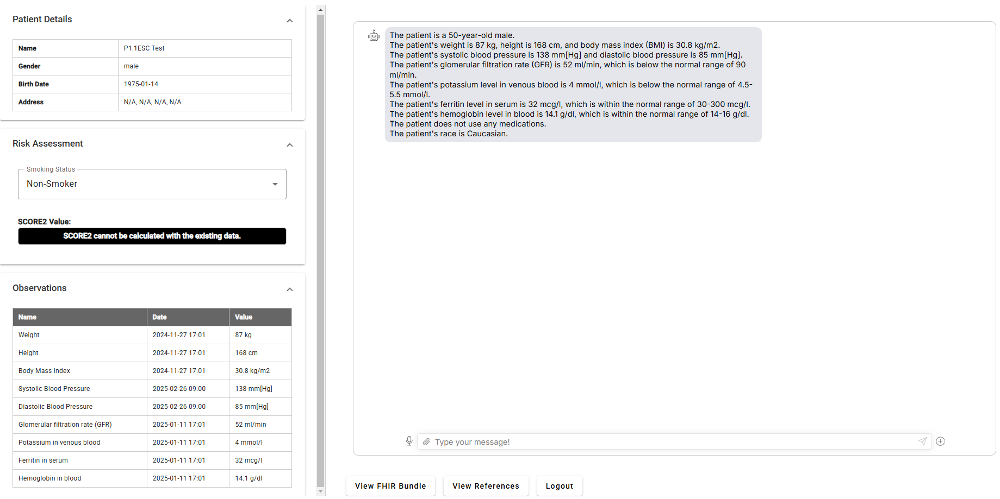 Patient Details
Name P1.1ESC Test
Gender male
Birth Date 1975-01-14
Address N/A, N/A, N/A, N/A
Risk Assessment
Smoking Status
Non-Smoker
SCORE2 Value:
SCORE2 cannot be calculated with the existing data.
Observations
Name Date Value
Weight 2024-11-27 17:01 87 kg
Height 2024-11-27 17:01 168 cm
Body Mass Index 2024-11-27 17:01 30.8 kg/m2
Systolic Blood Pressure 2025-02-26 09:00 138 mm[Hg]
Diastolic Blood Pressure 2025-02-26 09:00 85 mm[Hg]
Glomerular filtration rate (GFR) 2025-01-11 17:01 52 ml/min
Potassium in venous blood 2025-01-11 17:01 4 mmol/l
Ferritin in serum 2025-01-11 17:01 32 mcg/l
Hemoglobin in blood 2025-01-11 17:01 14.1 g/dl
The patient is a 50-year-old male.
The patient's weight is 87 kg, height is 168 cm, and body mass index (BMI) is 30.8 kg/m2.
The patient's systolic blood pressure is 138 mm[Hg] and diastolic blood pressure is 85 mm[Hg].
The patient's glomerular filtration rate (GFR) is 52 ml/min, which is below the normal range of 90
ml/min.
The patient's potassium level in venous blood is 4 mmol/l, which is below the normal range of 4.5-
5.5 mmol/l.
The patient's ferritin level in serum is 32 mcg/l, which is within the normal range of 30-300 mcg/l.
The patient's hemoglobin level in blood is 14.1 g/dl, which is within the normal range of 14-16 g/dl.
The patient does not use any medications.
The patient's race is Caucasian.
Type your message!
View FHIR Bundle
View References
Logout